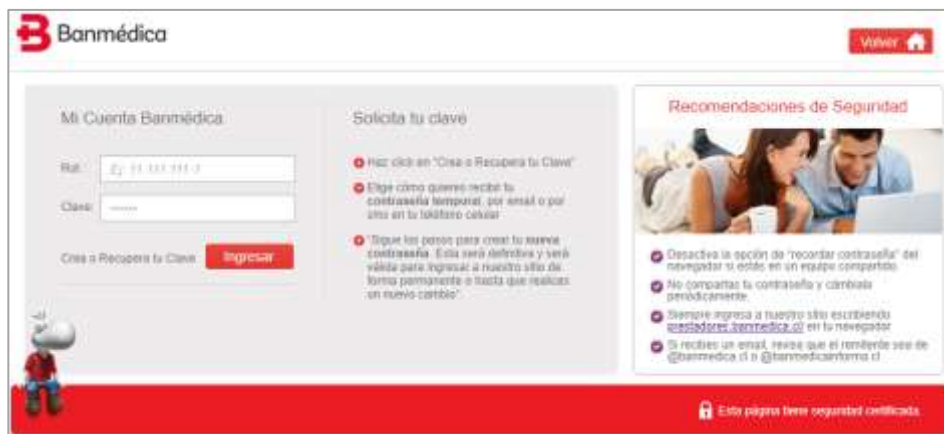 Banmédica
Volver
Mi Cuenta Banmédica
Rut:
Ej: 11.111.111-1
Clave:
Crea o Recupera tu Clave
Ingresar
Solicita tu clave
Haz click en "Crea o Recupera tu Clave"
Elige cómo quieres recibir tu
contraseña temporal, por email o por
sms en tu teléfono celular
"Sigue los pasos para crear tu nueva
contraseña. Esta será definitiva y será
válida para ingresar a nuestro sitio de
forma permanente o hasta que realices
un nuevo cambio".
Recomendaciones de Seguridad
Desactiva la opción de "recordar contraseña" del
navegador si estás en un equipo compartido.
No compartas tu contraseña y cámbiala
periódicamente.
Siempre ingresa a nuestro sitio escribiendo
prestadores.banmedica.cl/ en tu navegador
Si recibes un email, revisa que el remitente sea de
@banmedica.cl o @banmedicainforma.cl
Esta página tiene seguridad certificada.